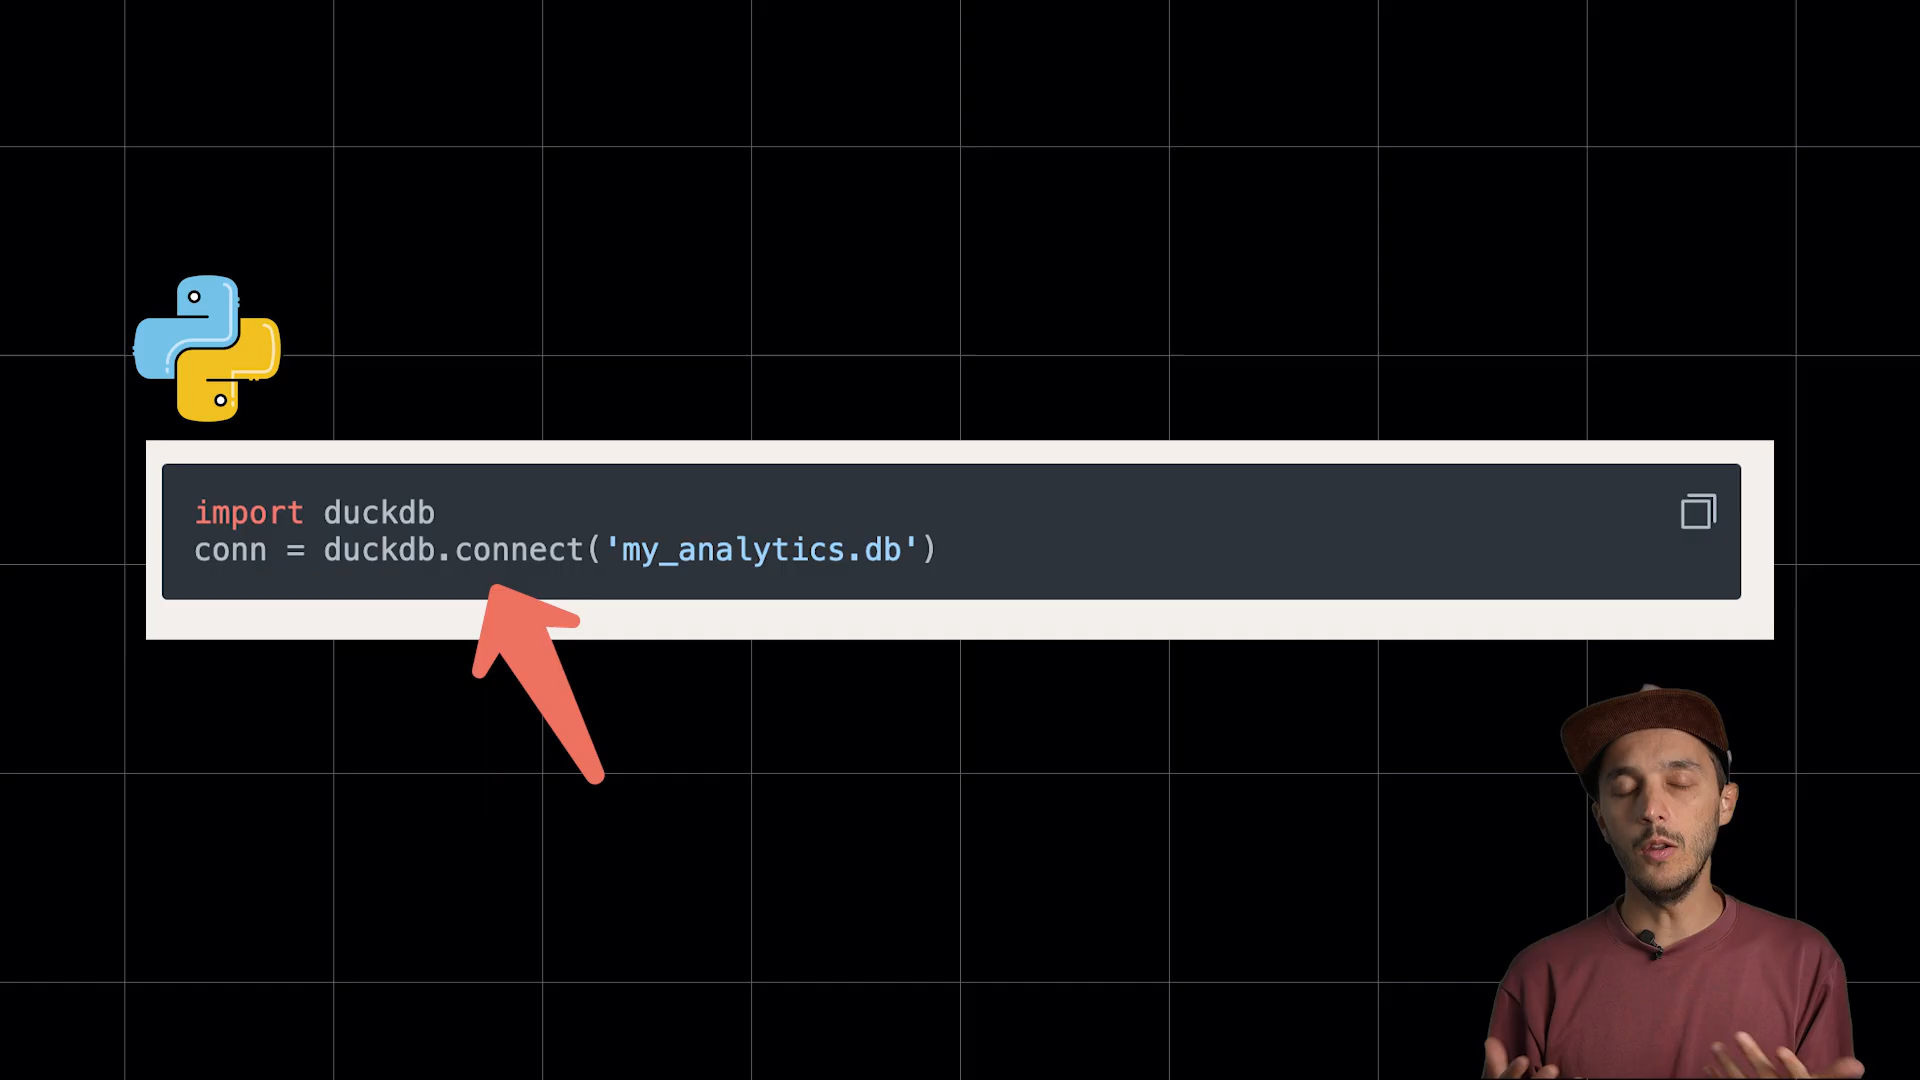 import duckdb
conn = duckdb.connect('my_analytics.db')